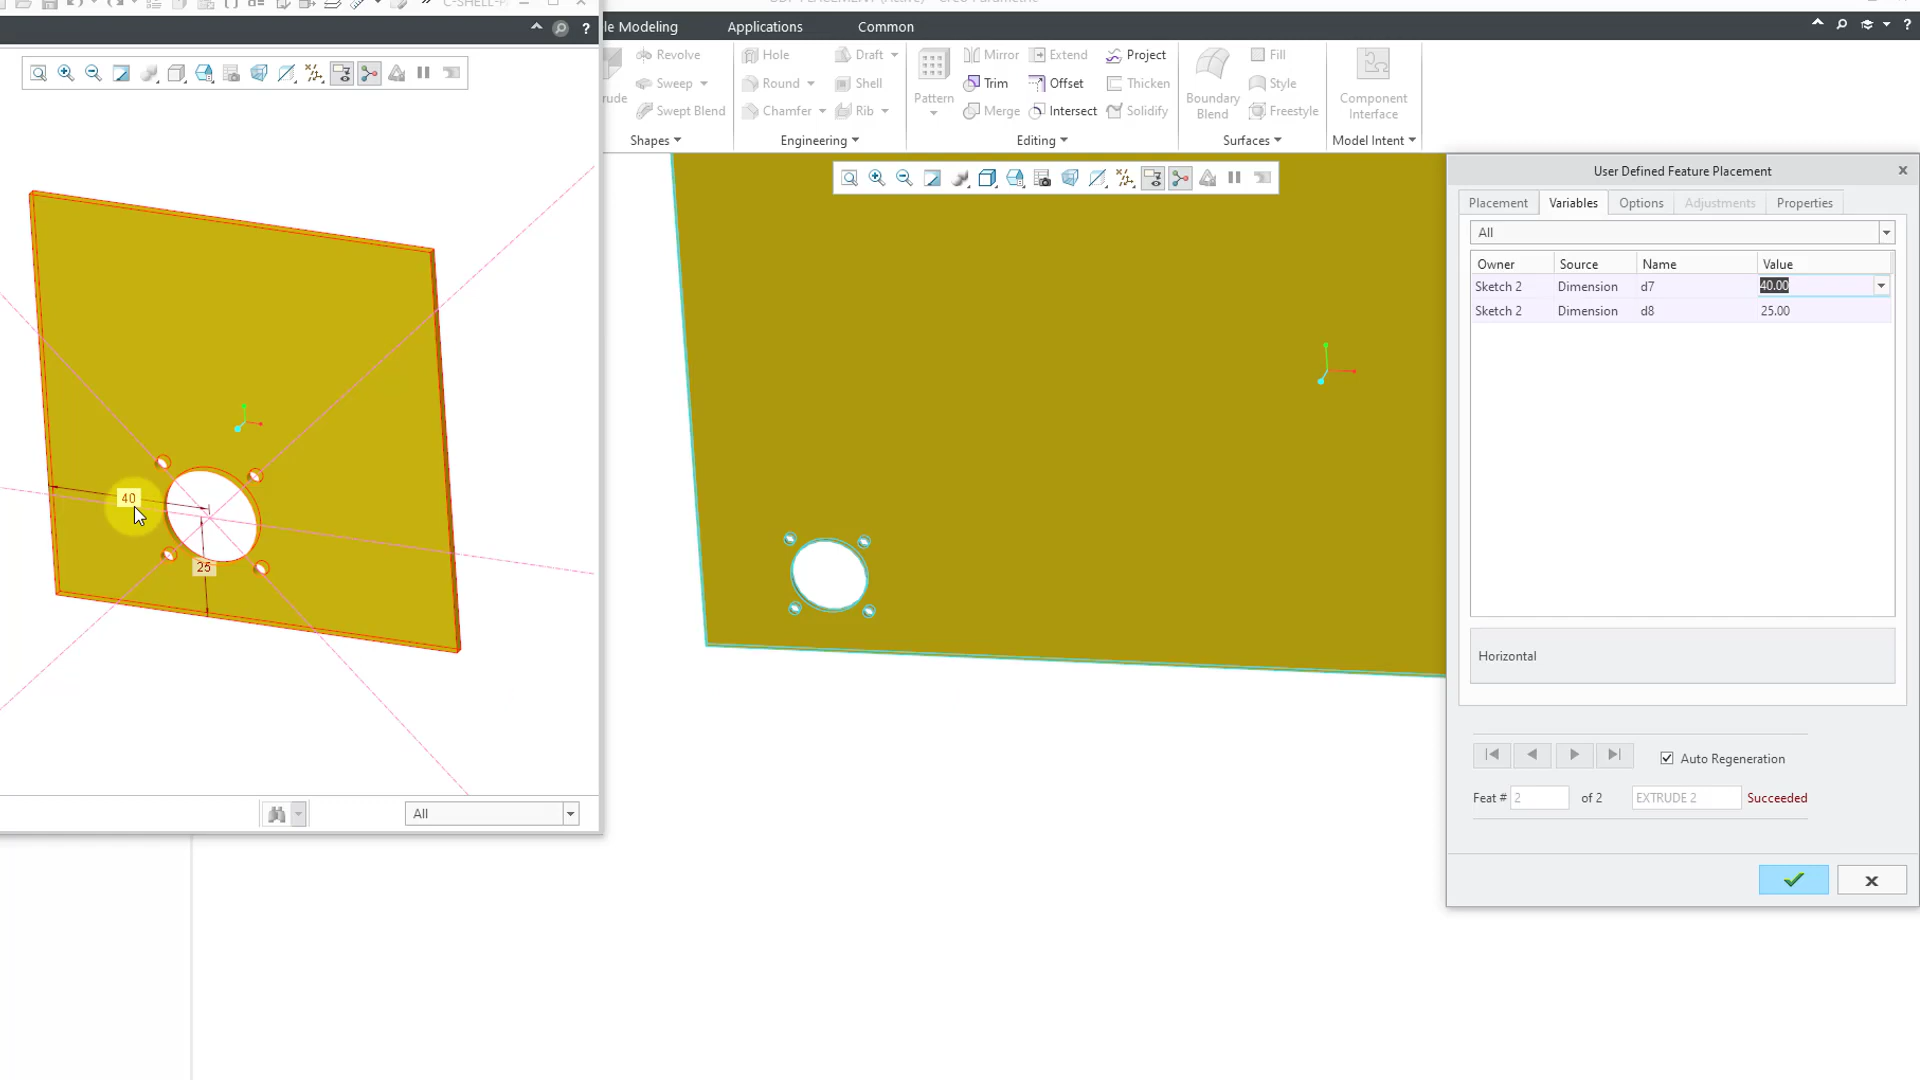 C-SHELL-P
le Modeling
Applications
Common
rude
Revolve
Sweep
Swept Blend
Shapes
Hole
Round
Chamfer
Draft
Shell
Rib
Engineering
Pattern
Mirror
Trim
Merge
Extend
Offset
Intersect
Project
Thicken
Solidify
Editing
Boundary Blend
Fill
Style
Freestyle
Surfaces
Component Interface
Model Intent
40
25
All
User Defined Feature Placement
Placement
Variables
Options
Adjustments
Properties
All
Owner Source Name Value
Sketch 2 Dimension d7 40.00
Sketch 2 Dimension d8 25.00
Horizontal
Auto Regeneration
Feat # 2 of 2 EXTRUDE 2 Succeeded